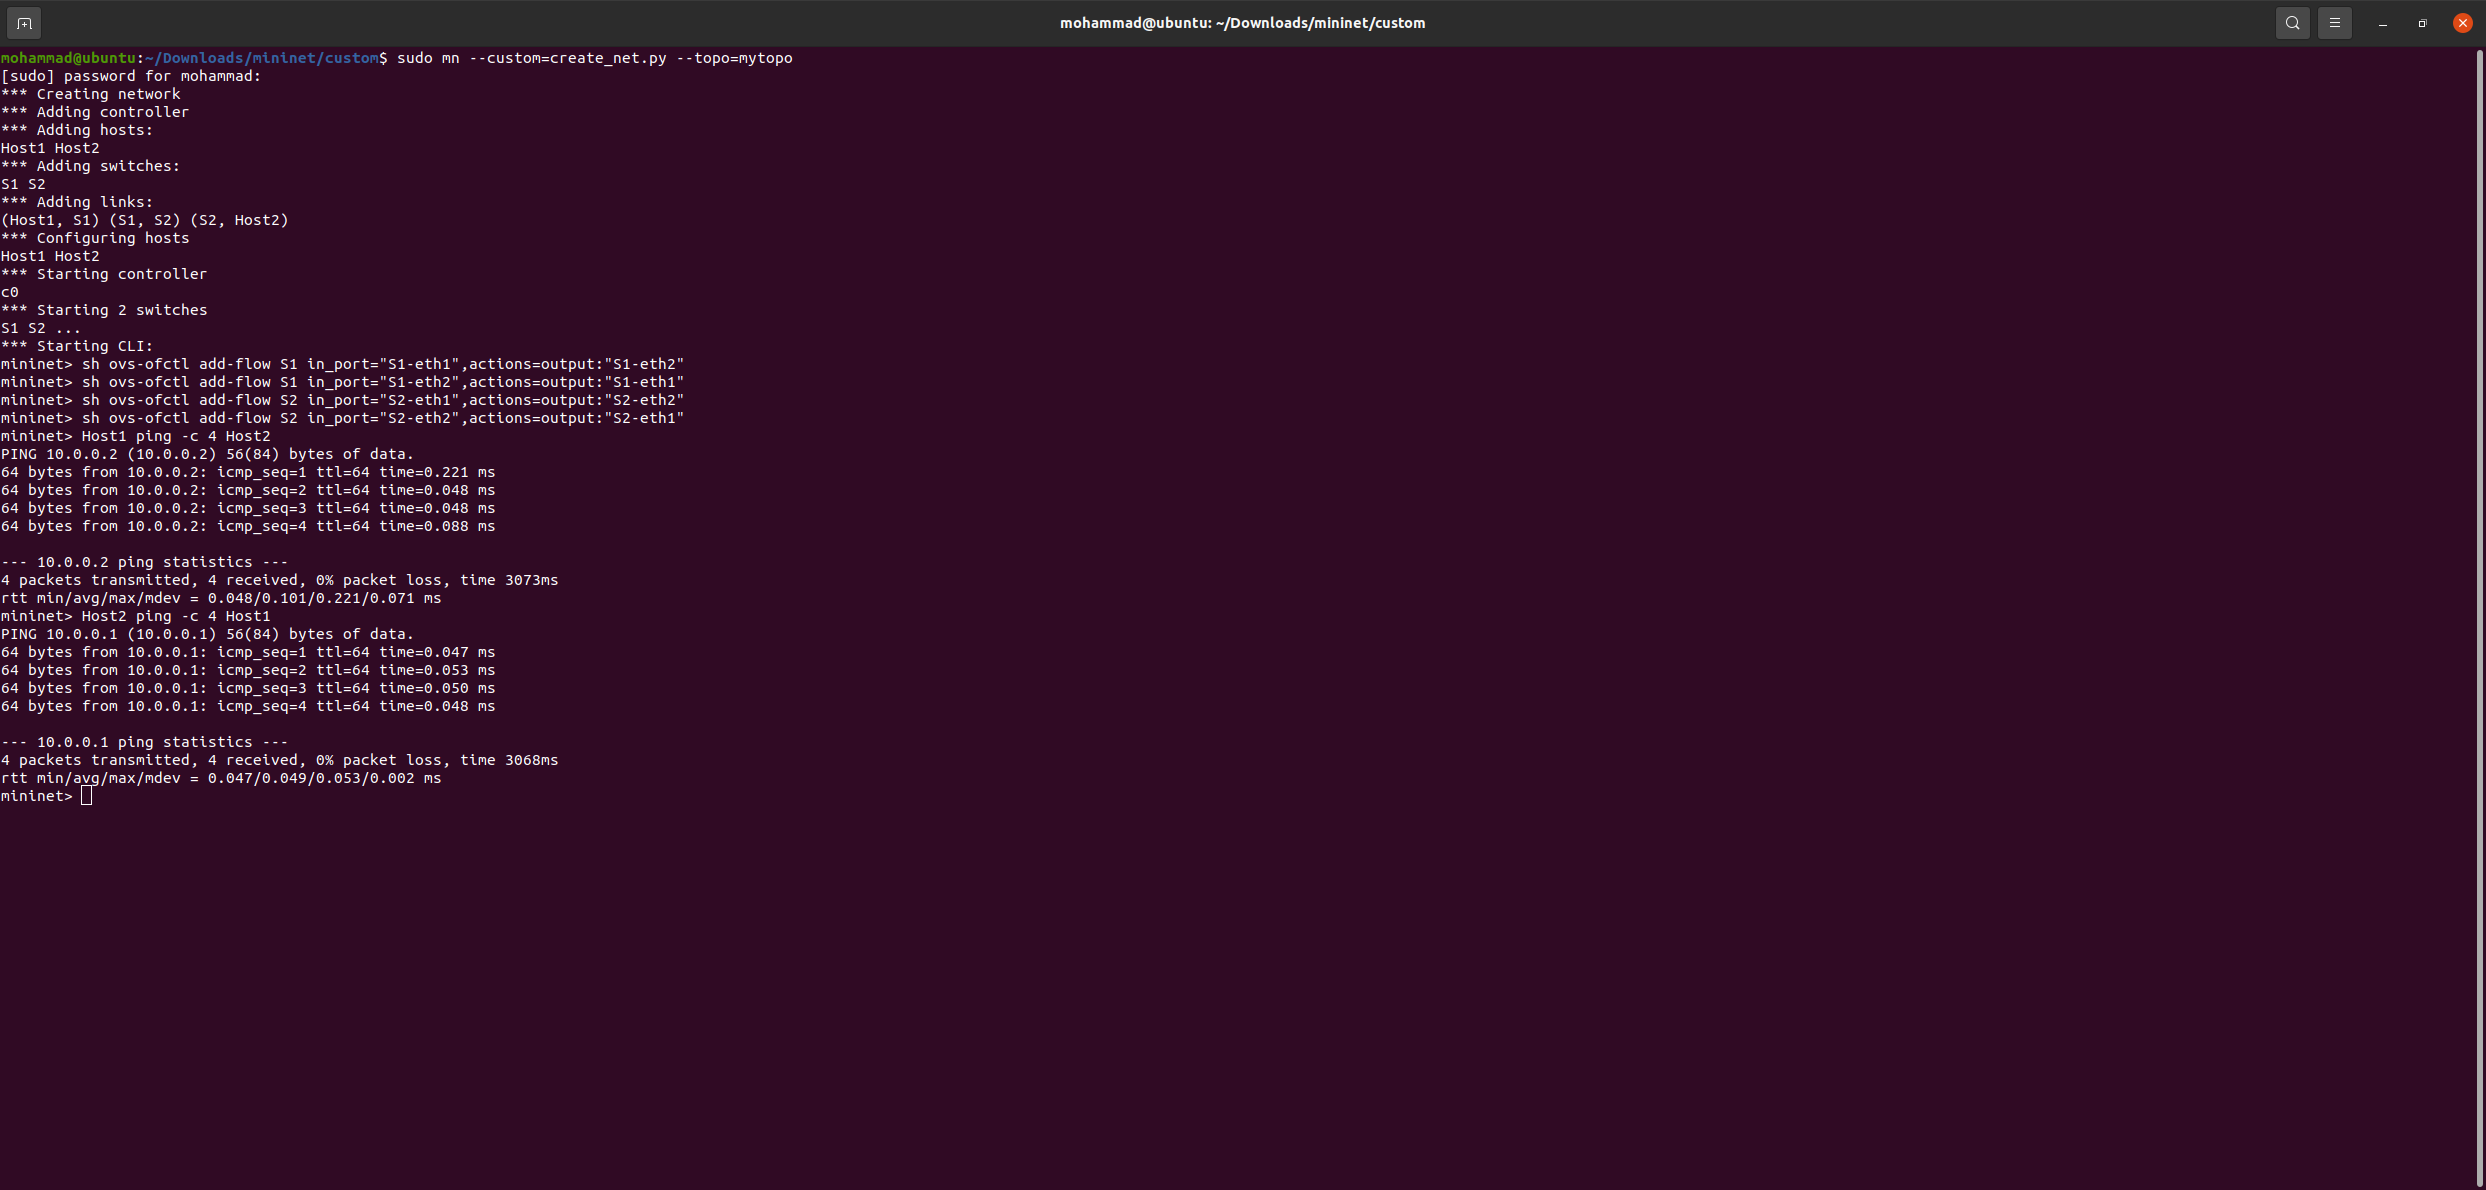 mohammad@ubuntu: ~/Downloads/mininet/custom
mohammad@ubuntu:~/Downloads/mininet/custom$ sudo mn --custom=create_net.py --topo=mytopo
[sudo] password for mohammad:
*** Creating network
*** Adding controller
*** Adding hosts:
Host1 Host2
*** Adding switches:
S1 S2
*** Adding links:
(Host1, S1) (S1, S2) (S2, Host2)
*** Configuring hosts
Host1 Host2
*** Starting controller
c0
*** Starting 2 switches
S1 S2 ...
*** Starting CLI:
mininet> sh ovs-ofctl add-flow S1 in_port="S1-eth1",actions=output:"S1-eth2"
mininet> sh ovs-ofctl add-flow S1 in_port="S1-eth2",actions=output:"S1-eth1"
mininet> sh ovs-ofctl add-flow S2 in_port="S2-eth1",actions=output:"S2-eth2"
mininet> sh ovs-ofctl add-flow S2 in_port="S2-eth2",actions=output:"S2-eth1"
mininet> Host1 ping -c 4 Host2
PING 10.0.0.2 (10.0.0.2) 56(84) bytes of data.
64 bytes from 10.0.0.2: icmp_seq=1 ttl=64 time=0.221 ms
64 bytes from 10.0.0.2: icmp_seq=2 ttl=64 time=0.048 ms
64 bytes from 10.0.0.2: icmp_seq=3 ttl=64 time=0.048 ms
64 bytes from 10.0.0.2: icmp_seq=4 ttl=64 time=0.088 ms
--- 10.0.0.2 ping statistics ---
4 packets transmitted, 4 received, 0% packet loss, time 3073ms
rtt min/avg/max/mdev = 0.048/0.101/0.221/0.071 ms
mininet> Host2 ping -c 4 Host1
PING 10.0.0.1 (10.0.0.1) 56(84) bytes of data.
64 bytes from 10.0.0.1: icmp_seq=1 ttl=64 time=0.047 ms
64 bytes from 10.0.0.1: icmp_seq=2 ttl=64 time=0.053 ms
64 bytes from 10.0.0.1: icmp_seq=3 ttl=64 time=0.050 ms
64 bytes from 10.0.0.1: icmp_seq=4 ttl=64 time=0.048 ms
--- 10.0.0.1 ping statistics ---
4 packets transmitted, 4 received, 0% packet loss, time 3068ms
rtt min/avg/max/mdev = 0.047/0.049/0.053/0.002 ms
mininet>